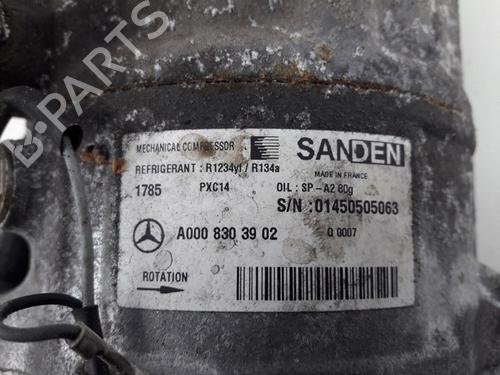 MECHANICAL COMPRESSOR
SANDEN
REFRIGERANT : R1234yf / R134a
MADE IN FRANCE
1785 PXC14 OIL : SP-A2 80g
S/N :01450505063
A000 830 39 02
Q 0007
ROTATION
B-PARTS